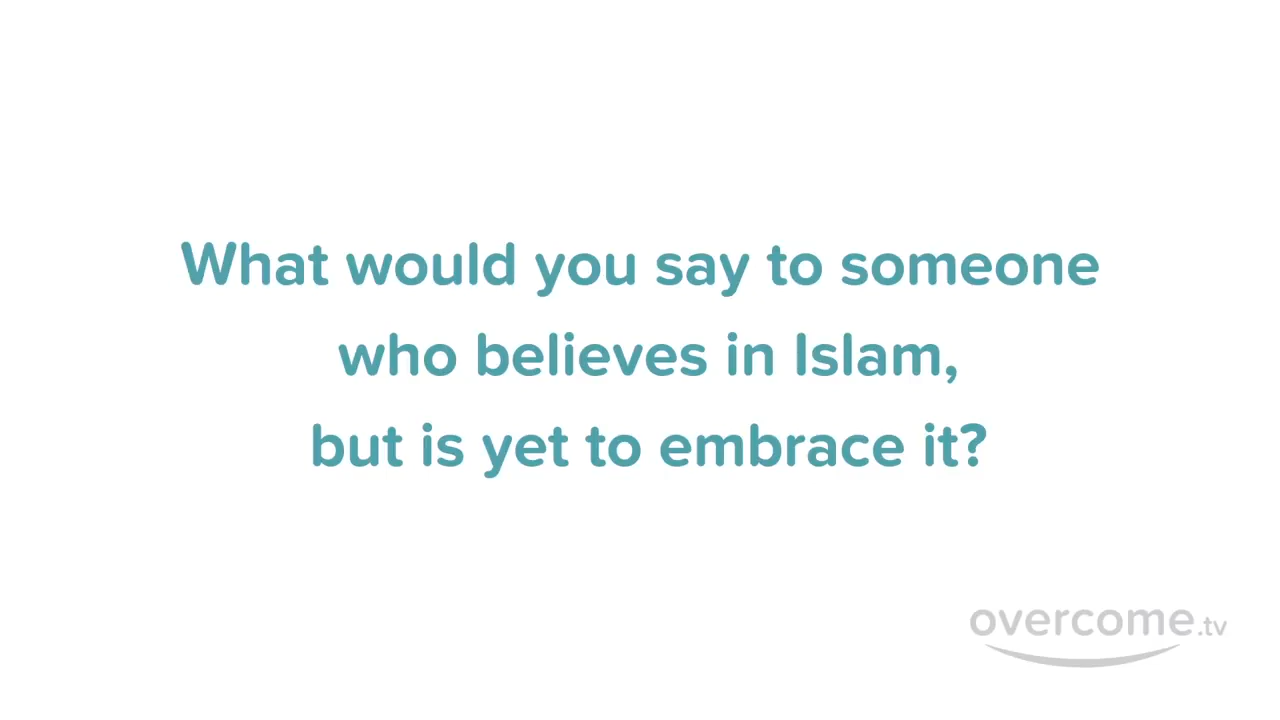 What would you say to someone
who believes in Islam,
but is yet to embrace it?
overcome.tv